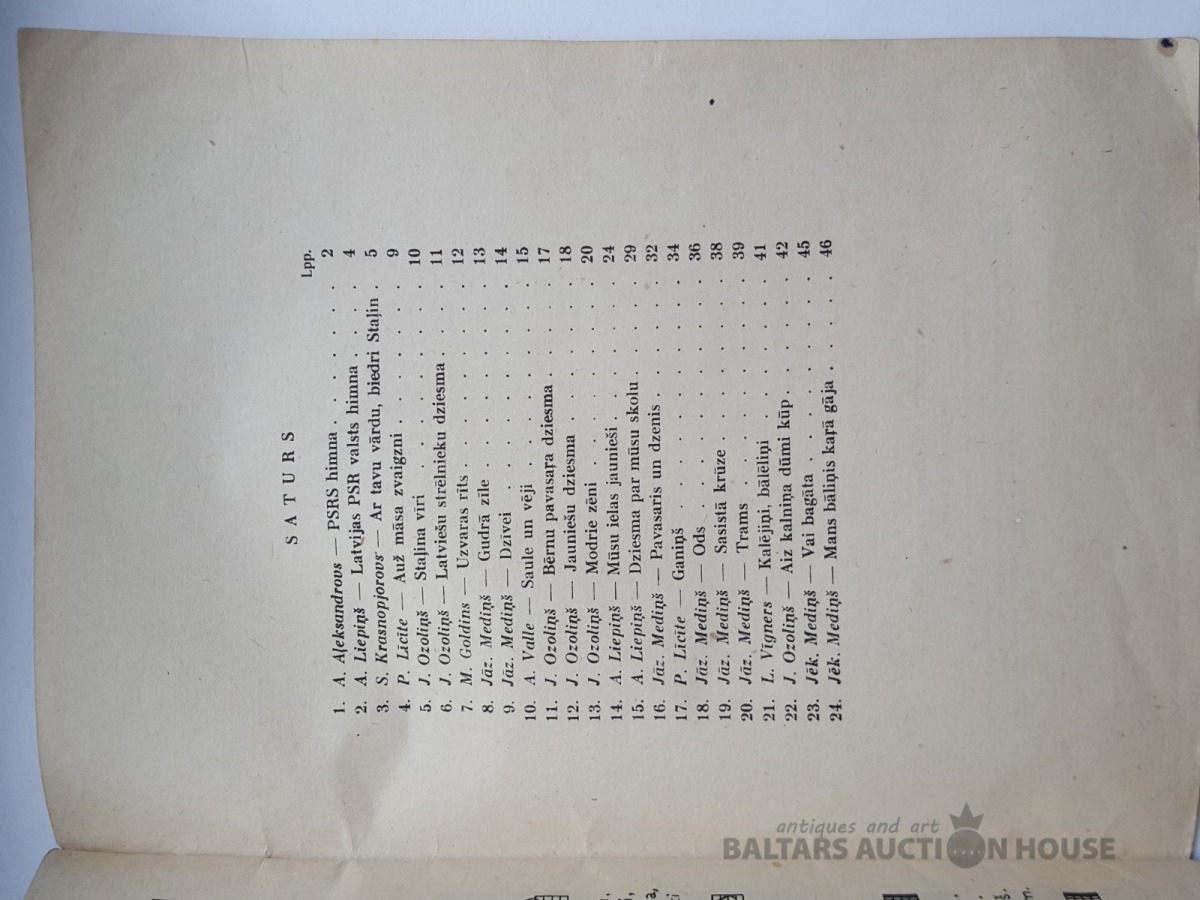 SATURS
Lpp.
1. A. Aļeksandrovs — PSRS himna . . . . . . . 2
2. A. Liepiņš — Latvijas PSR valsts himna . . . . 4
3. S. Krasnopjorovs — Ar tavu vārdu, biedri Staļin . 5
4. P. Līcīte — Auž māsa zvaigzni . . . . . . . 9
5. J. Ozoliņš — Staļina vīri . . . . . . . . 10
6. J. Ozoliņš — Latviešu strēlnieku dziesma . . . . 11
7. M. Goldins — Uzvaras rīts . . . . . . . . 12
8. Jāz. Mediņš — Gudrā zīle . . . . . . . . 13
9. Jāz. Mediņš — Dzīvei . . . . . . . . . 14
10. A. Valle — Saule un vēji . . . . . . . . 15
11. J. Ozoliņš — Bērnu pavasaŗa dziesma . . . . . 17
12. J. Ozoliņš — Jauniešu dziesma . . . . . . 18
13. J. Ozoliņš — Modrie zēni . . . . . . . . 20
14. A. Liepiņš — Mūsu ielas jaunieši . . . . . . 24
15. A. Liepiņš — Dziesma par mūsu skolu . . . . . 29
16. Jāz. Mediņš — Pavasaris un dzenis . . . . . . 32
17. P. Līcīte — Ganiņš . . . . . . . . . 34
18. Jāz. Mediņš — Ods . . . . . . . . . 36
19. Jāz. Mediņš — Sasistā krūze . . . . . . . 38
20. Jāz. Mediņš — Trams . . . . . . . . . 39
21. L. Vīgners — Kalējiņi, bālēliņi . . . . . . 41
22. J. Ozoliņš — Aiz kalniņa dūmi kūp . . . . . . 42
23. Jēk. Mediņš — Vai bagāta . . . . . . . . 45
24. Jēk. Mediņš — Mans bāliņis kaŗā gāja . . . . . 46
antiques and art
BALTARS AUCTION HOUSE